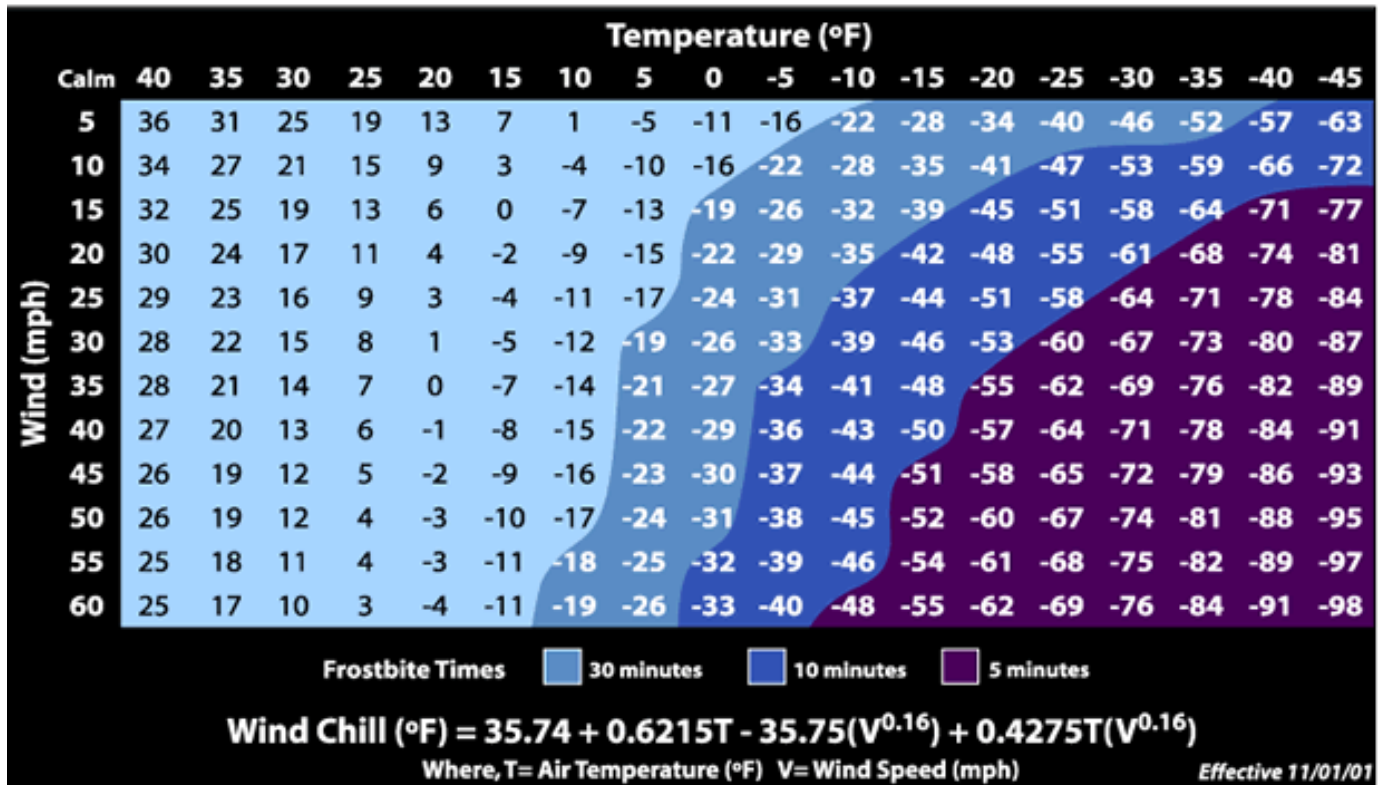 Temperature (ºF)
Calm 40 35 30 25 20 15 10 5 0 -5 -10 -15 -20 -25 -30 -35 -40 -45
5 36 31 25 19 13 7 1 -5 -11 -16 -22 -28 -34 -40 -46 -52 -57 -63
10 34 27 21 15 9 3 -4 -10 -16 -22 -28 -35 -41 -47 -53 -59 -66 -72
15 32 25 19 13 6 0 -7 -13 -19 -26 -32 -39 -45 -51 -58 -64 -71 -77
20 30 24 17 11 4 -2 -9 -15 -22 -29 -35 -42 -48 -55 -61 -68 -74 -81
25 29 23 16 9 3 -4 -11 -17 -24 -31 -37 -44 -51 -58 -64 -71 -78 -84
30 28 22 15 8 1 -5 -12 -19 -26 -33 -39 -46 -53 -60 -67 -73 -80 -87
35 28 21 14 7 0 -7 -14 -21 -27 -34 -41 -48 -55 -62 -69 -76 -82 -89
40 27 20 13 6 -1 -8 -15 -22 -29 -36 -43 -50 -57 -64 -71 -78 -84 -91
45 26 19 12 5 -2 -9 -16 -23 -30 -37 -44 -51 -58 -65 -72 -79 -86 -93
50 26 19 12 4 -3 -10 -17 -24 -31 -38 -45 -52 -60 -67 -74 -81 -88 -95
55 25 18 11 4 -3 -11 -18 -25 -32 -39 -46 -54 -61 -68 -75 -82 -89 -97
60 25 17 10 3 -4 -11 -19 -26 -33 -40 -48 -55 -62 -69 -76 -84 -91 -98
Wind (mph)
Frostbite Times 30 minutes 10 minutes 5 minutes
Wind Chill (ºF) = 35.74 + 0.6215T - 35.75(V^0.16) + 0.4275T(V^0.16)
Where, T= Air Temperature (ºF) V= Wind Speed (mph)
Effective 11/01/01